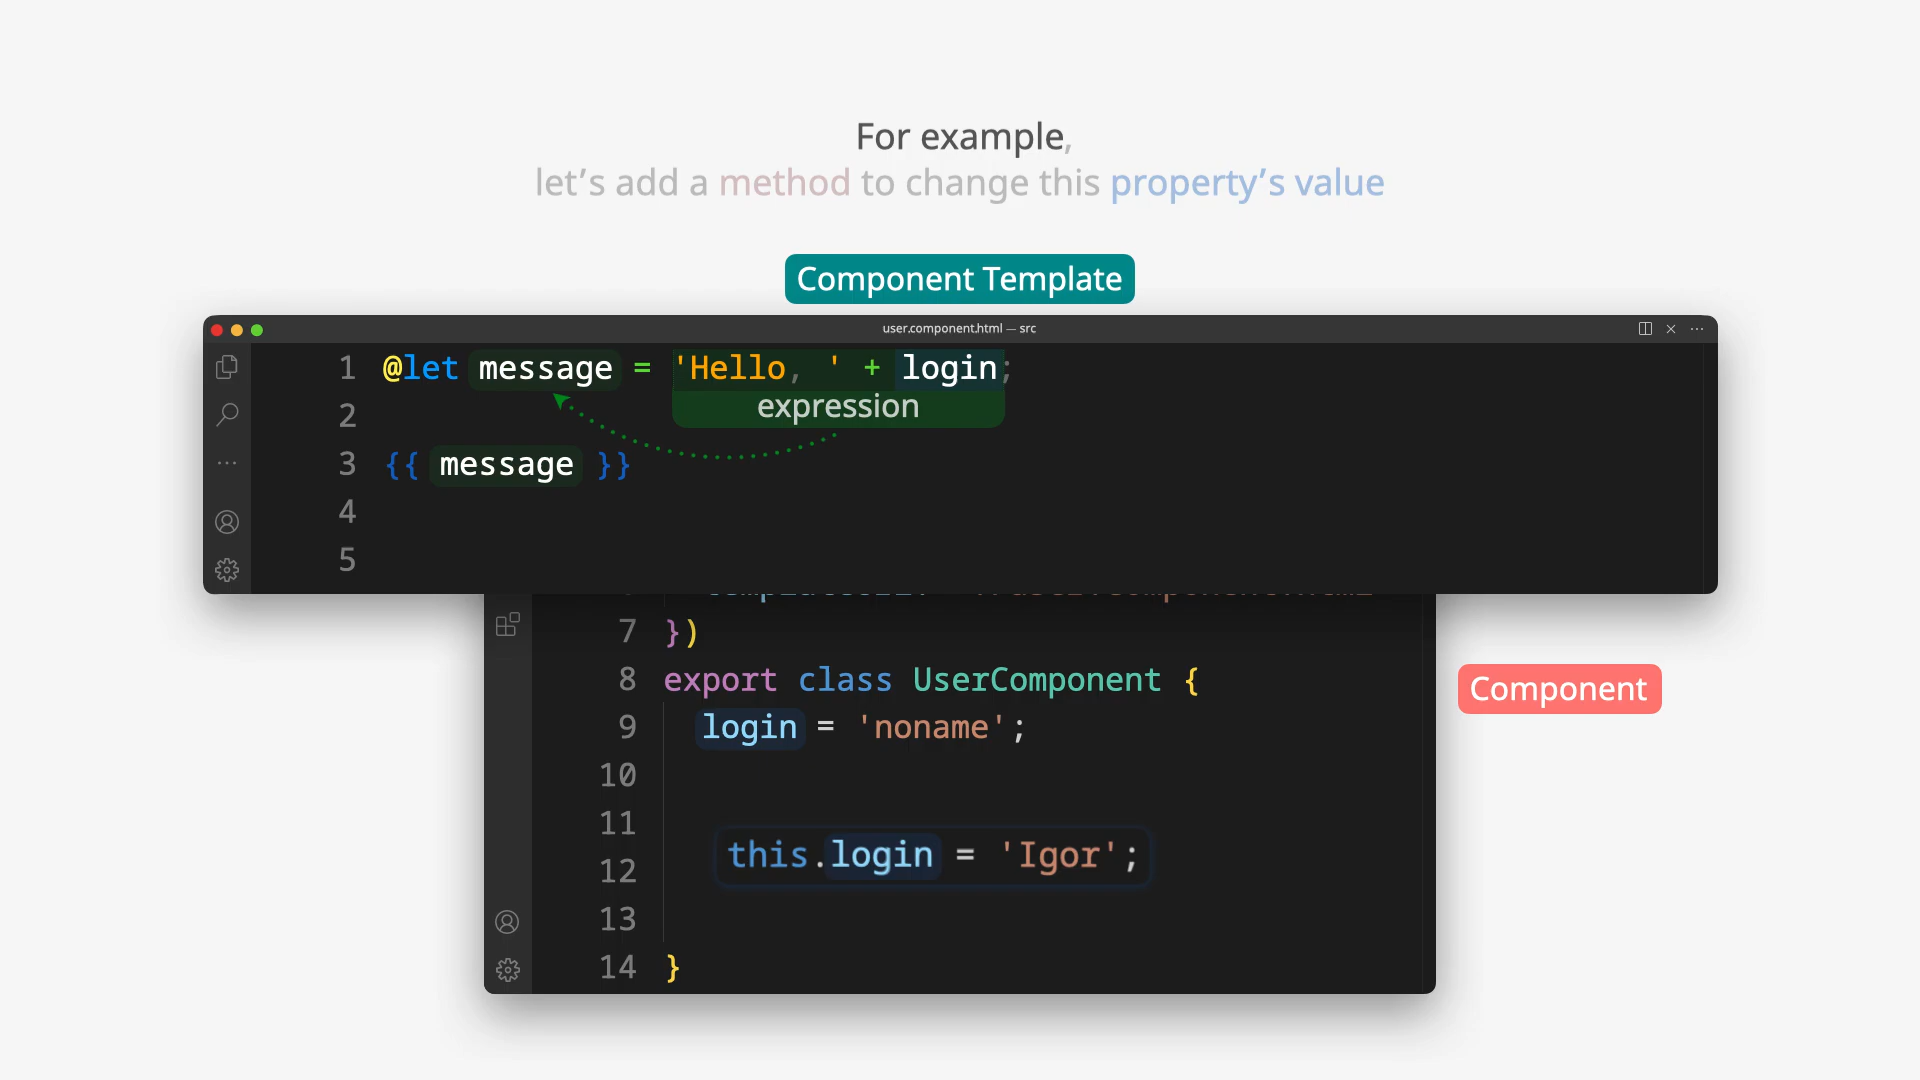 For example,
let’s add a method to change this property’s value
Component Template
user.component.html — src
1 @let message = 'Hello, ' + login;
expression
2
3 {{ message }}
4
5
7 })
8 export class UserComponent {
9 login = 'noname';
Component
10
11
this.login = 'Igor';
12
13
14 }